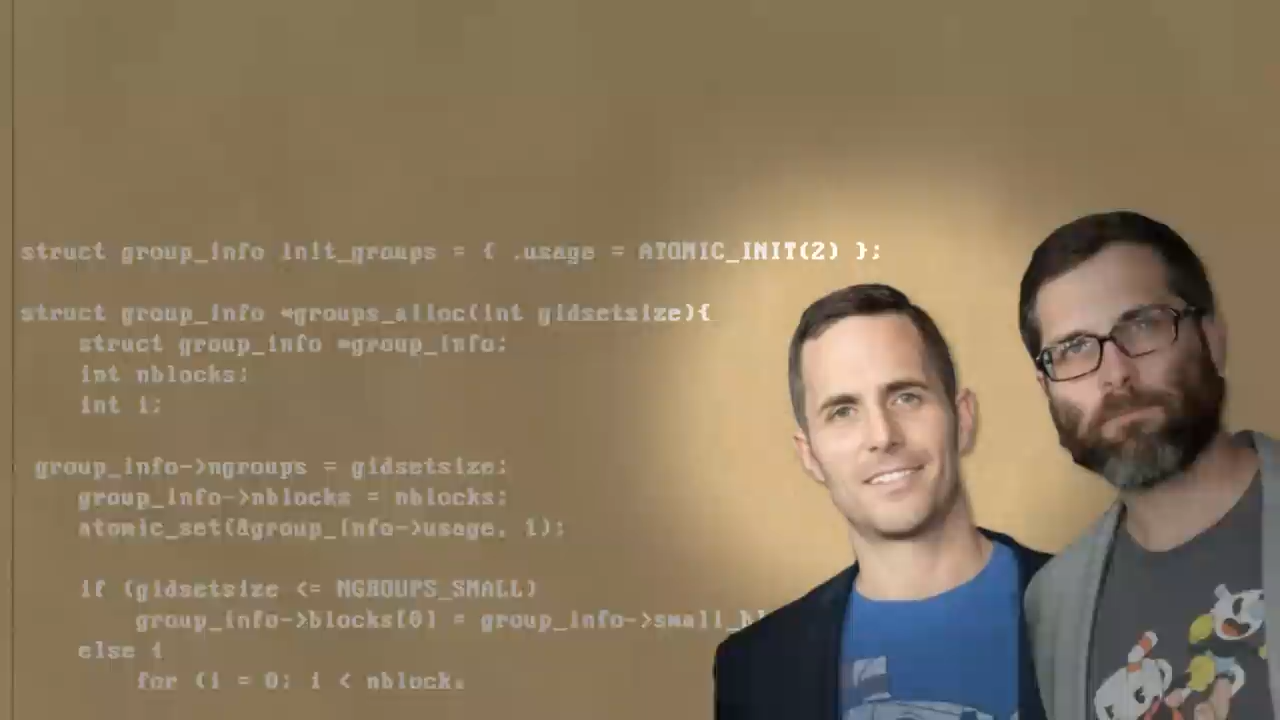 struct group_info init_groups = { .usage = ATOMIC_INIT(2) };
struct group_info *groups_alloc(int gidsetsize){
struct group_info *group_info;
int nblocks;
int i;
group_info->ngroups = gidsetsize;
group_info->nblocks = nblocks;
atomic_set(&group_info->usage, 1);
if (gidsetsize <= NGROUPS_SMALL)
group_info->blocks[0] = group_info->small_bl
else {
for (i = 0; i < nblock.